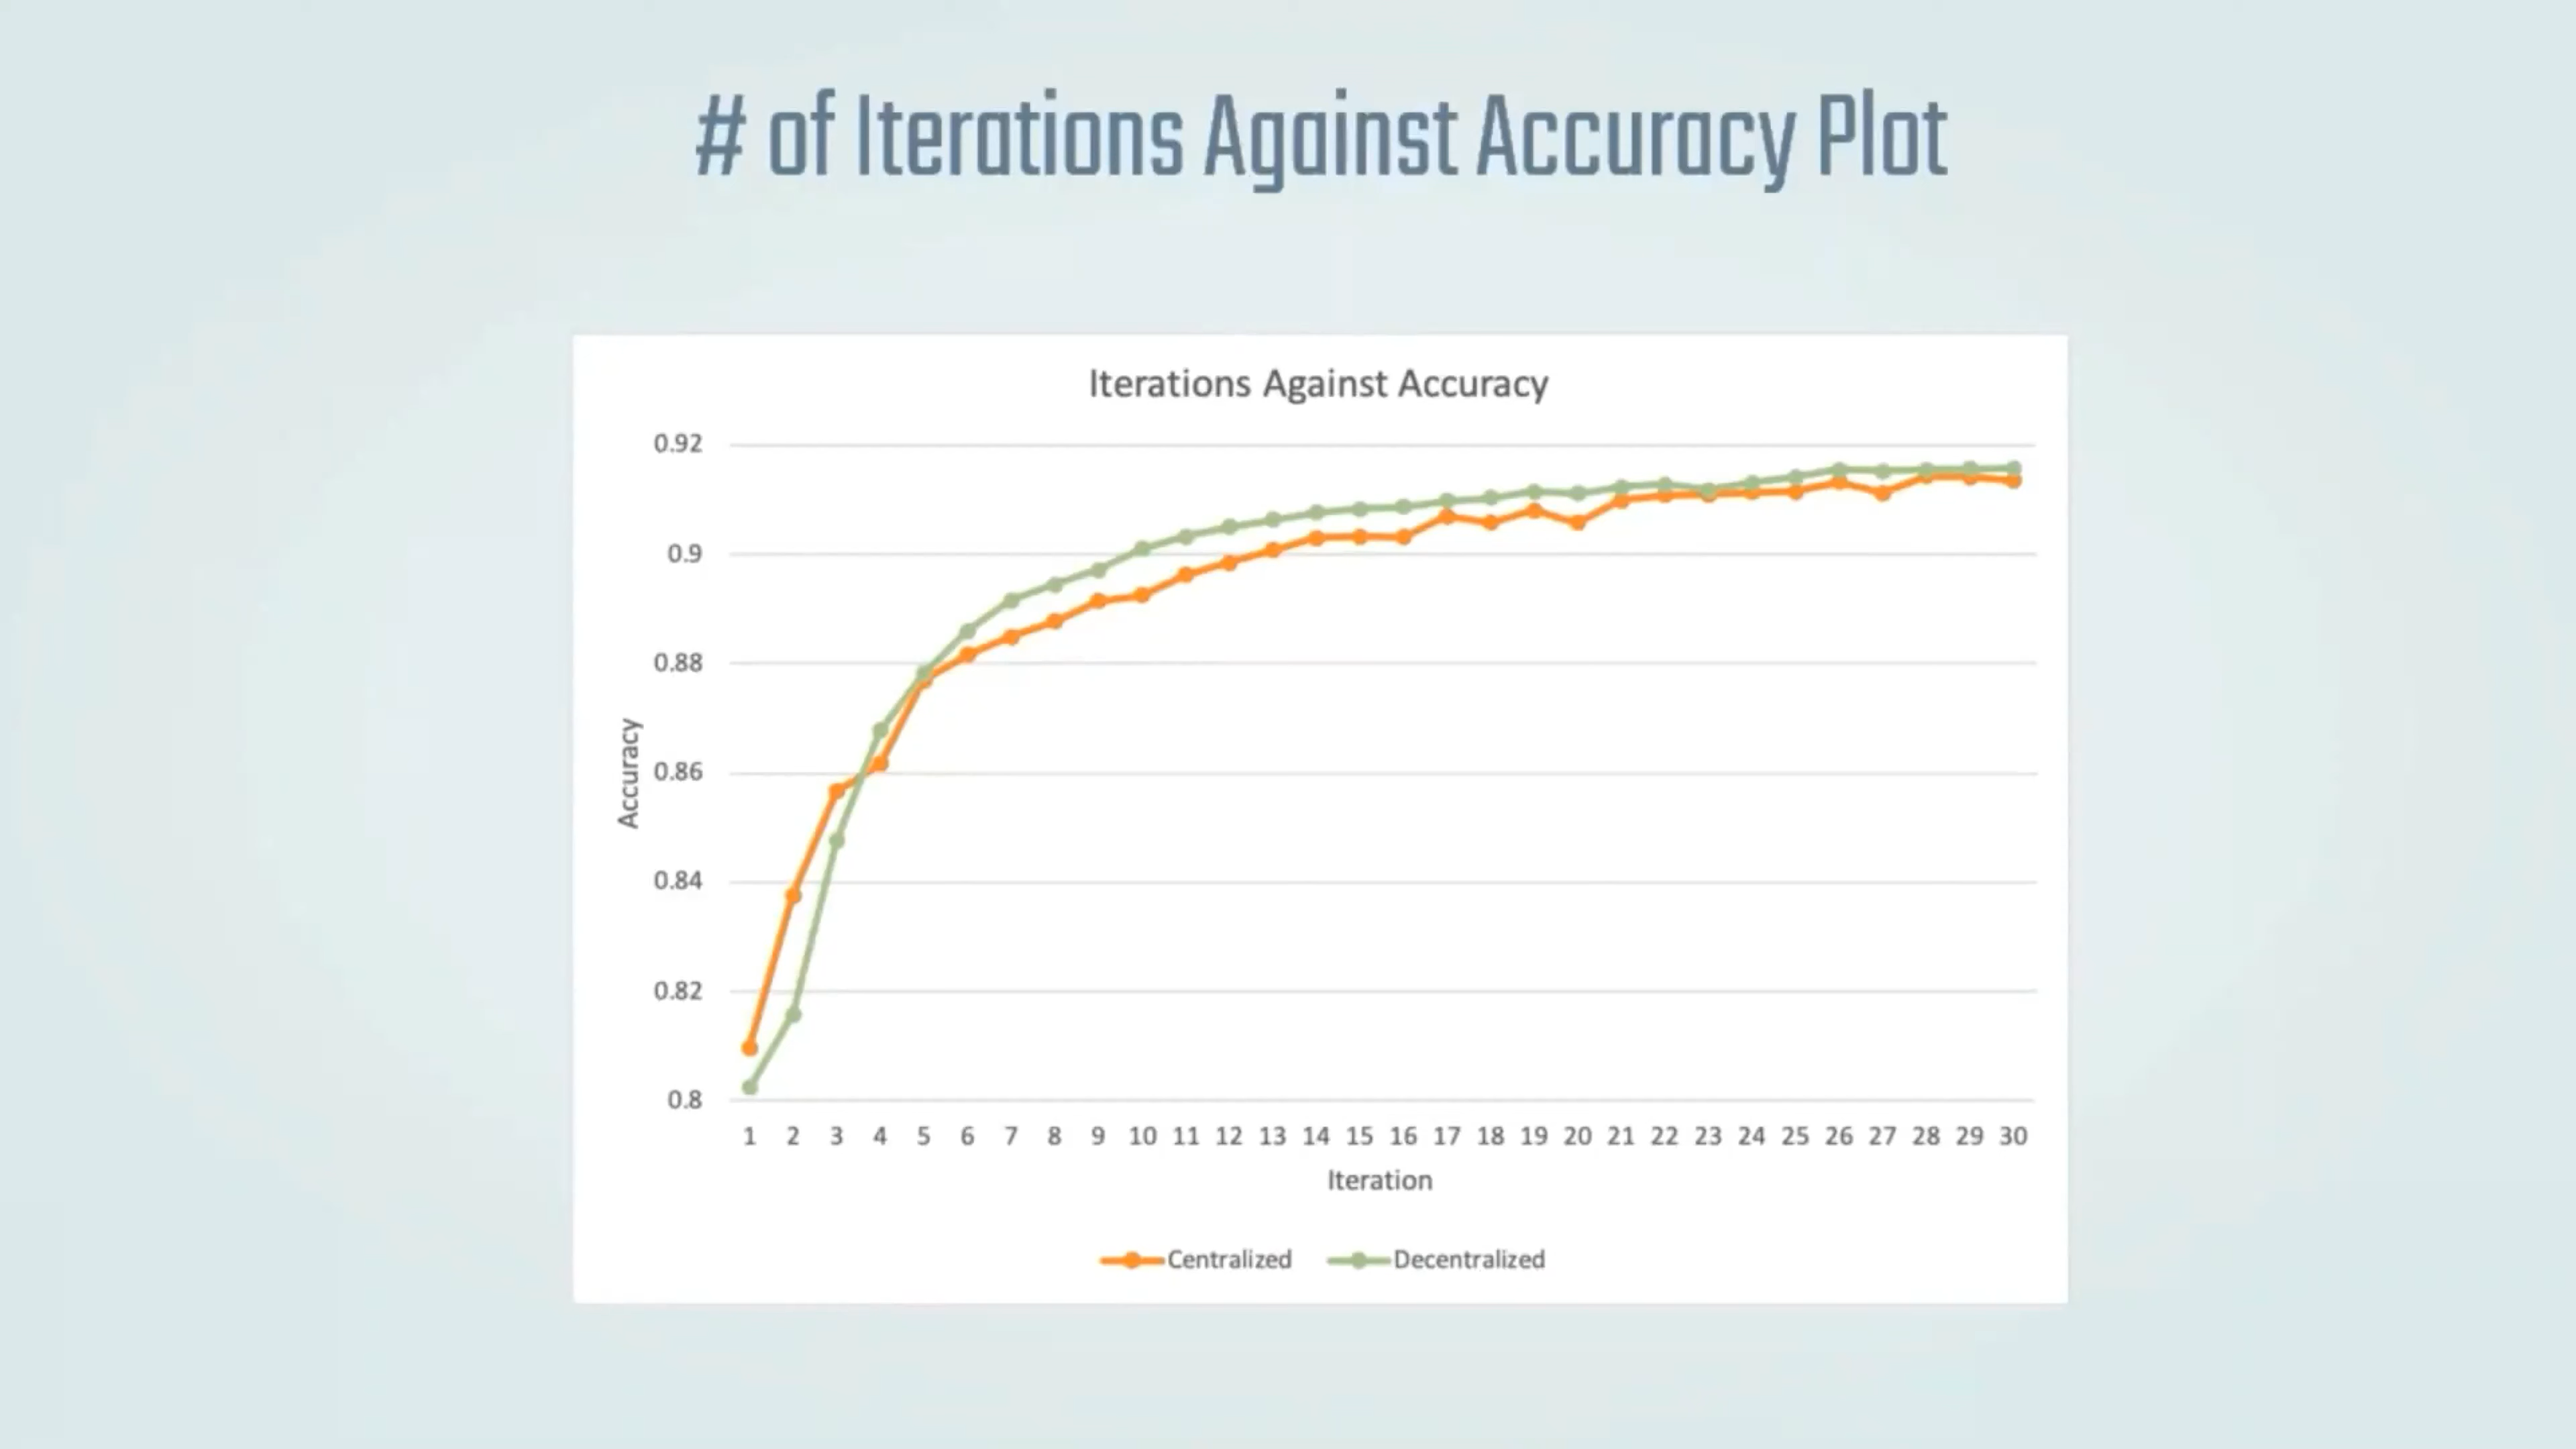 # of Iterations Against Accuracy Plot
Iterations Against Accuracy
0.92
0.9
0.88
0.86
0.84
0.82
0.8
Accuracy
1 2 3 4 5 6 7 8 9 10 11 12 13 14 15 16 17 18 19 20 21 22 23 24 25 26 27 28 29 30
Iteration
Centralized Decentralized